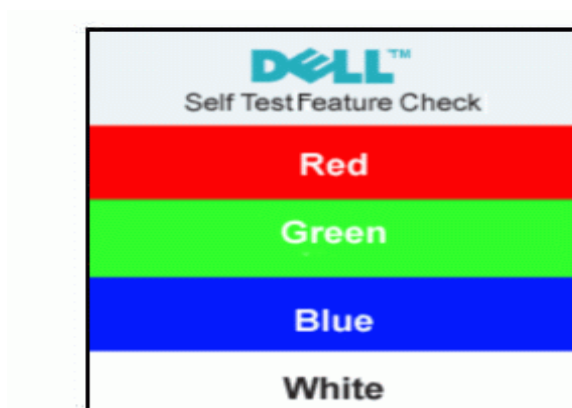 DELL™
Self Test Feature Check
Red
Green
Blue
White